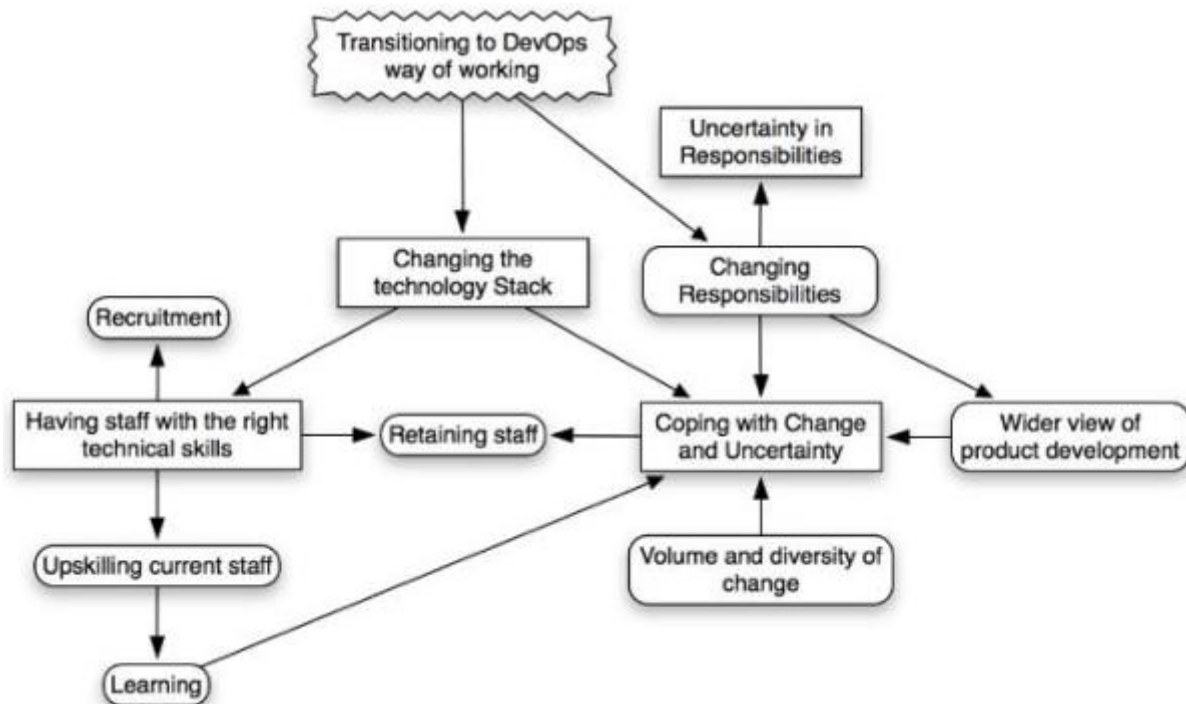 Transitioning to DevOps
way of working
Uncertainty in
Responsibilities
Changing the
technology Stack
Changing
Responsibilities
Recruitment
Having staff with the right
technical skills
Retaining staff
Coping with Change
and Uncertainty
Wider view of
product development
Upskilling current staff
Volume and diversity of
change
Learning